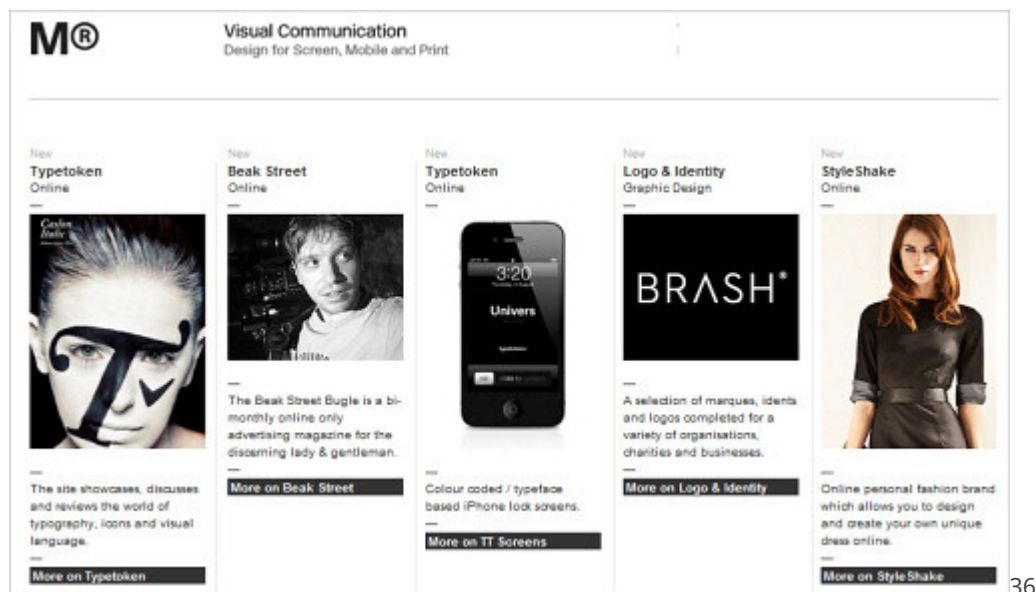 M®
Visual Communication
Design for Screen, Mobile and Print
New
Typetoken
Online
Caslon
Italic
The site showcases, discusses
and reviews the world of
typography, icons and visual
language.
More on Typetoken
New
Beak Street
Online
The Beak Street Bugle is a bi-
monthly online only
advertising magazine for the
discerning lady & gentleman.
More on Beak Street
New
Typetoken
Online
3:20
Univers
typetoken
Colour coded / typeface
based iPhone lock screens.
More on TT Screens
New
Logo & Identity
Graphic Design
BRΛSH®
A selection of marques, idents
and logos completed for a
variety of organisations,
charities and businesses.
More on Logo & Identity
New
StyleShake
Online
Online personal fashion brand
which allows you to design
and create your own unique
dress online.
More on StyleShake
36